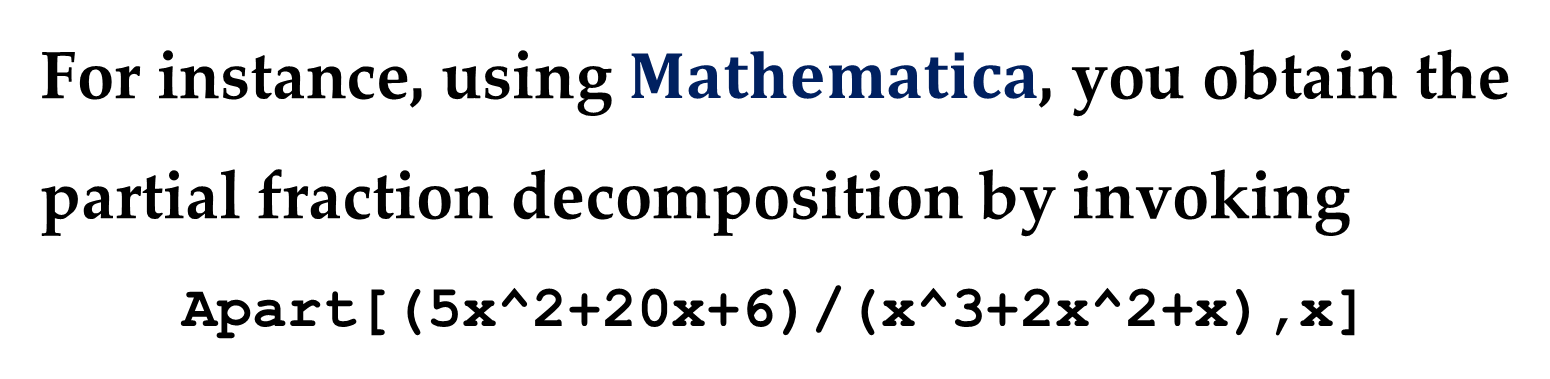 For instance, using Mathematica, you obtain the
partial fraction decomposition by invoking
Apart[(5x^2+20x+6)/(x^3+2x^2+x),x]